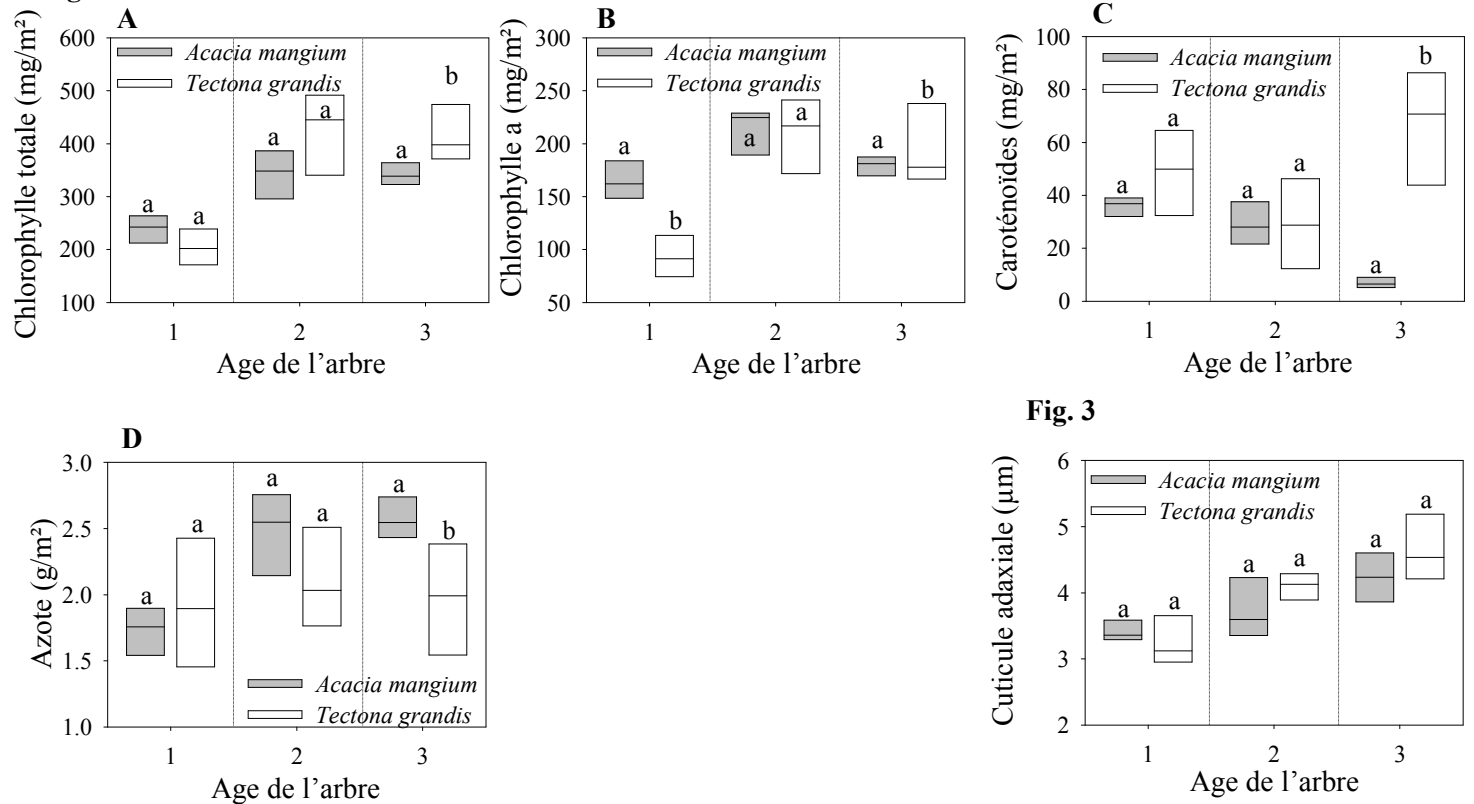 A
Chlorophylle totale (mg/m²)
600
500
400
300
200
100
Acacia mangium
Tectona grandis
a
a
a
a
a
b
1
2
3
Age de l’arbre
B
Chlorophylle a (mg/m²)
300
250
200
150
100
50
Acacia mangium
Tectona grandis
a
b
a
a
a
b
1
2
3
Age de l’arbre
C
Caroténoïdes (mg/m²)
100
80
60
40
20
0
Acacia mangium
Tectona grandis
a
a
a
a
a
b
1
2
3
Age de l’arbre
D
Azote (g/m²)
3.0
2.5
2.0
1.5
1.0
a
a
a
a
a
b
Acacia mangium
Tectona grandis
1
2
3
Age de l’arbre
Fig. 3
Cuticule adaxiale (µm)
6
5
4
3
2
Acacia mangium
Tectona grandis
a
a
a
a
a
a
1
2
3
Age de l’arbre